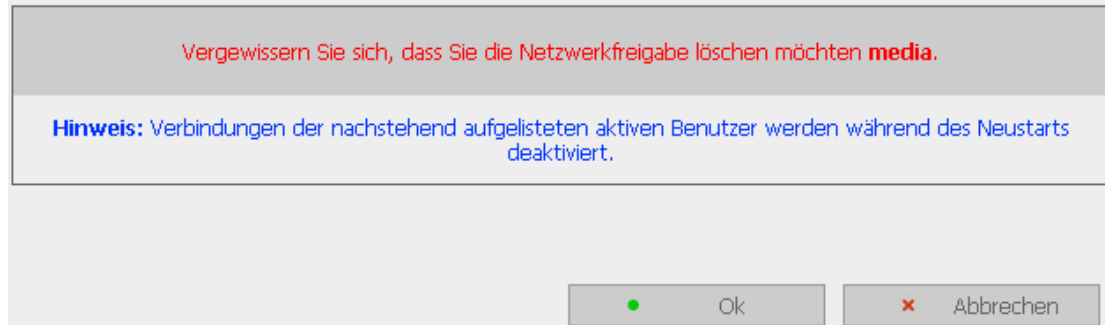 Vergewissern Sie sich, dass Sie die Netzwerkfreigabe löschen möchten media.
Hinweis: Verbindungen der nachstehend aufgelisteten aktiven Benutzer werden während des Neustarts
deaktiviert.
Ok
Abbrechen